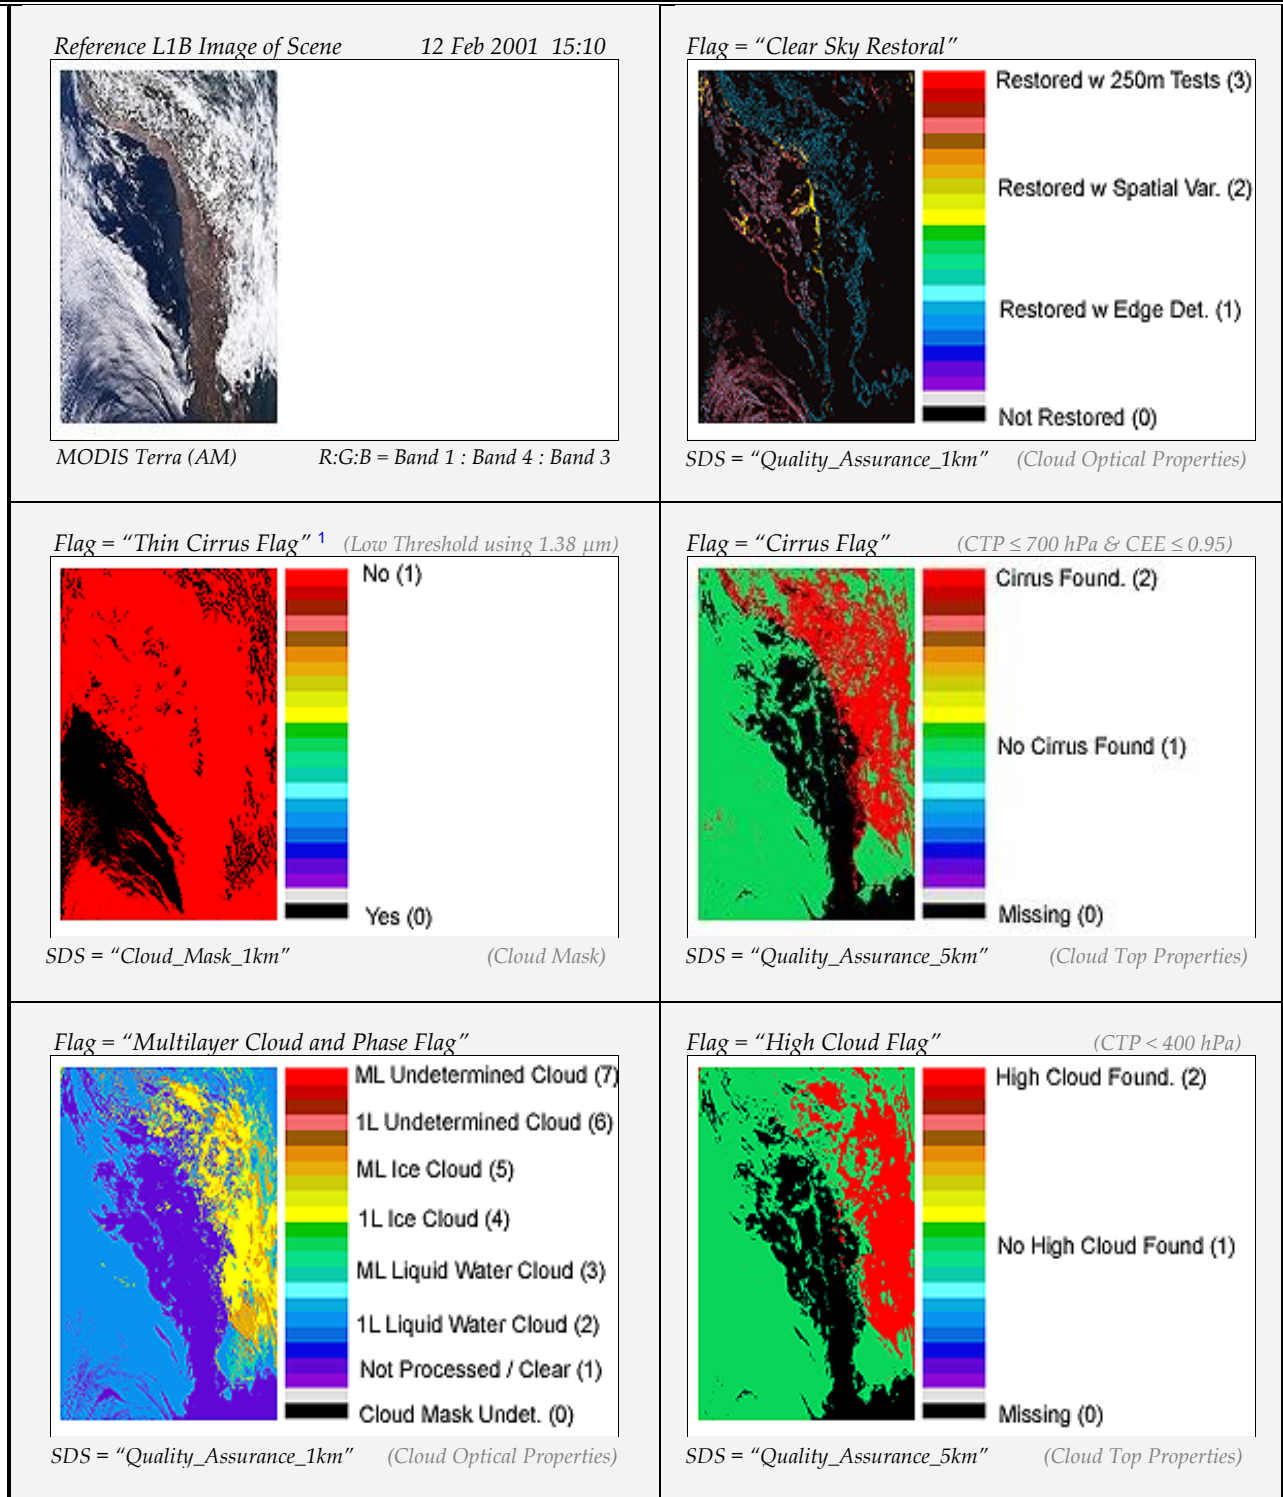 Reference L1B Image of Scene 12 Feb 2001 15:10
MODIS Terra (AM) R:G:B = Band 1 : Band 4 : Band 3
Flag = “Clear Sky Restoral”
Restored w 250m Tests (3)
Restored w Spatial Var. (2)
Restored w Edge Det. (1)
Not Restored (0)
SDS = “Quality_Assurance_1km” (Cloud Optical Properties)
Flag = “Thin Cirrus Flag” 1 (Low Threshold using 1.38 µm)
No (1)
Yes (0)
SDS = “Cloud_Mask_1km” (Cloud Mask)
Flag = “Cirrus Flag” (CTP ≤ 700 hPa & CEE ≤ 0.95)
Cirrus Found. (2)
No Cirrus Found (1)
Missing (0)
SDS = “Quality_Assurance_5km” (Cloud Top Properties)
Flag = “Multilayer Cloud and Phase Flag”
ML Undetermined Cloud (7)
1L Undetermined Cloud (6)
ML Ice Cloud (5)
1L Ice Cloud (4)
ML Liquid Water Cloud (3)
1L Liquid Water Cloud (2)
Not Processed / Clear (1)
Cloud Mask Undet. (0)
SDS = “Quality_Assurance_1km” (Cloud Optical Properties)
Flag = “High Cloud Flag” (CTP < 400 hPa)
High Cloud Found. (2)
No High Cloud Found (1)
Missing (0)
SDS = “Quality_Assurance_5km” (Cloud Top Properties)